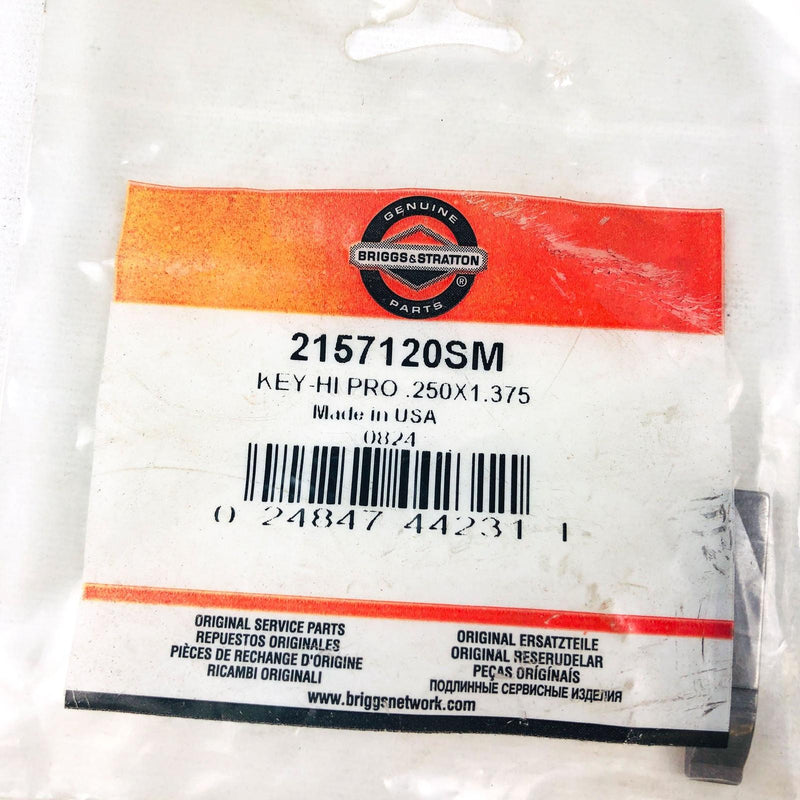 GENUINE
BRIGGS&STRATTON
®
PARTS
2157120SM
KEY-HI PRO .250X1.375
Made in USA
0824
0 24847 44231 1
ORIGINAL SERVICE PARTS
REPUESTOS ORIGINALES
PIÈCES DE RECHANGE D'ORIGINE
RICAMBI ORIGINALI
ORIGINAL ERSATZTEILE
ORIGINAL RESERUDELAR
PEÇAS ORIGÍNAIS
ПОДЛИННЫЕ СЕРВИСНЫЕ ИЗДЕЛИЯ
www.briggsnetwork.com